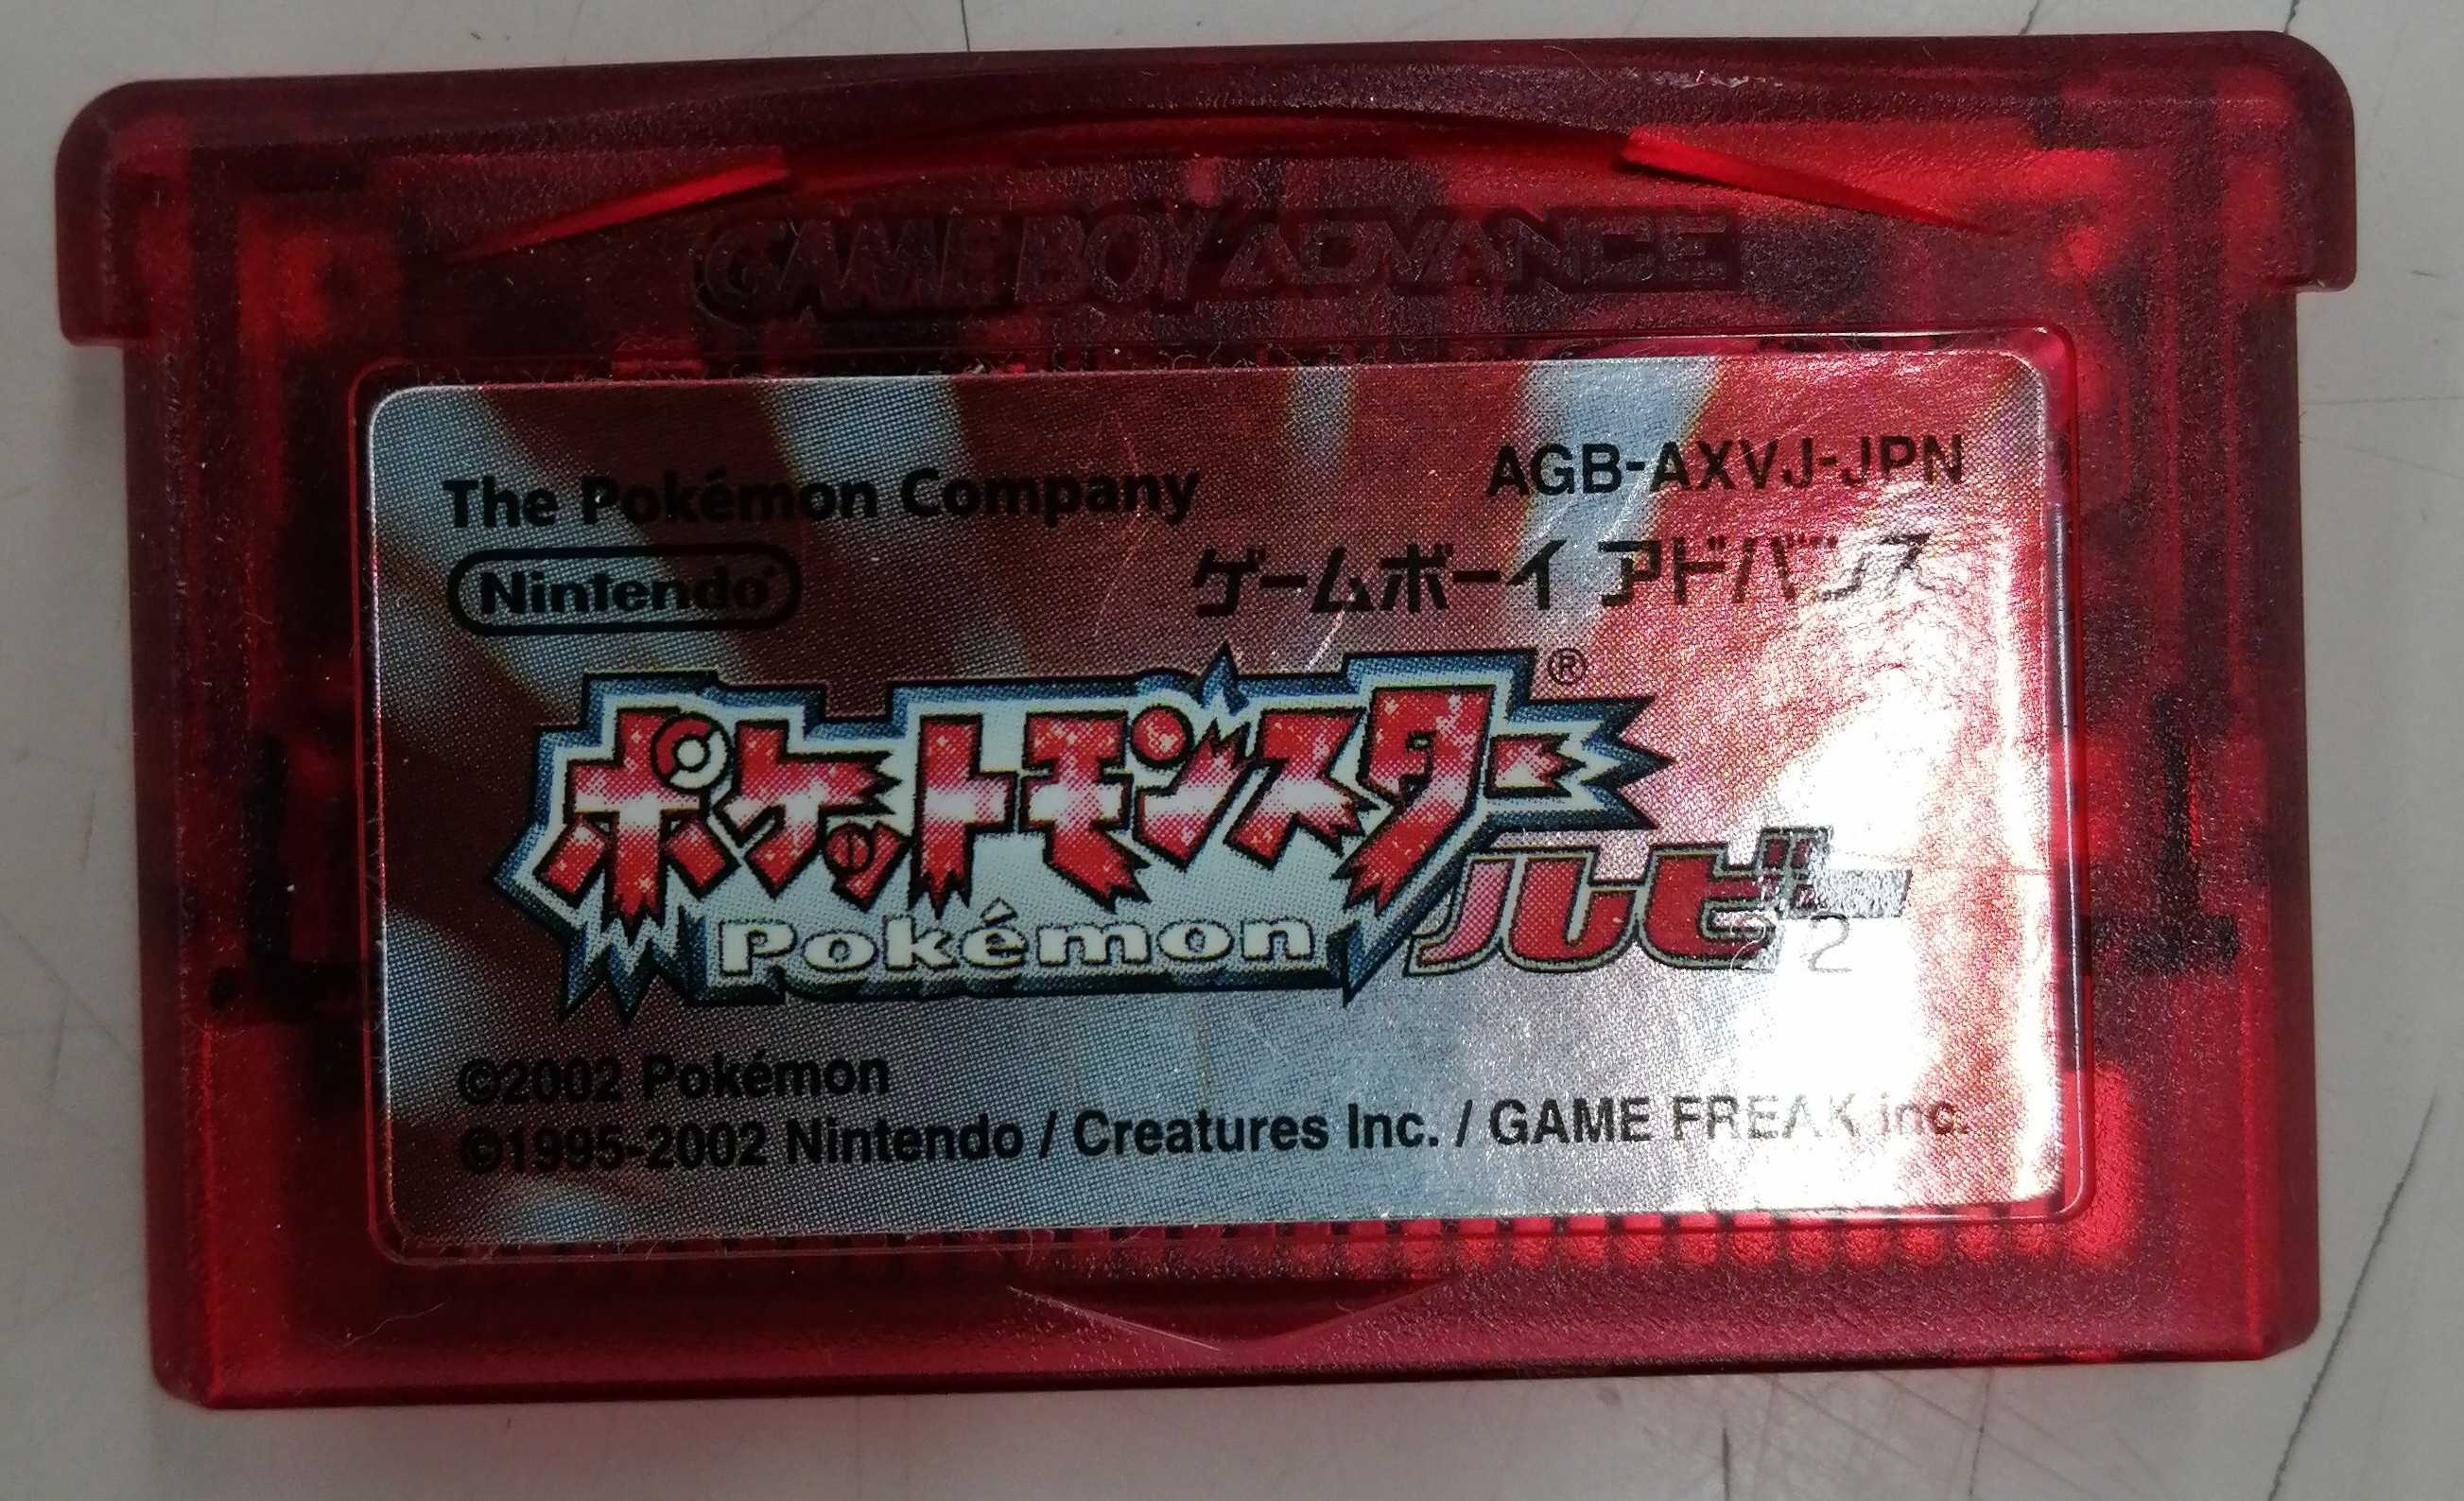 GAME BOY ADVANCE
The Pokémon Company
AGB-AXVJ-JPN
Nintendo
ゲームボーイ アドバンス
ポケットモンスター®
Pokémon
ルビー
22
©2002 Pokémon
©1995-2002 Nintendo / Creatures Inc. / GAME FREAK inc.